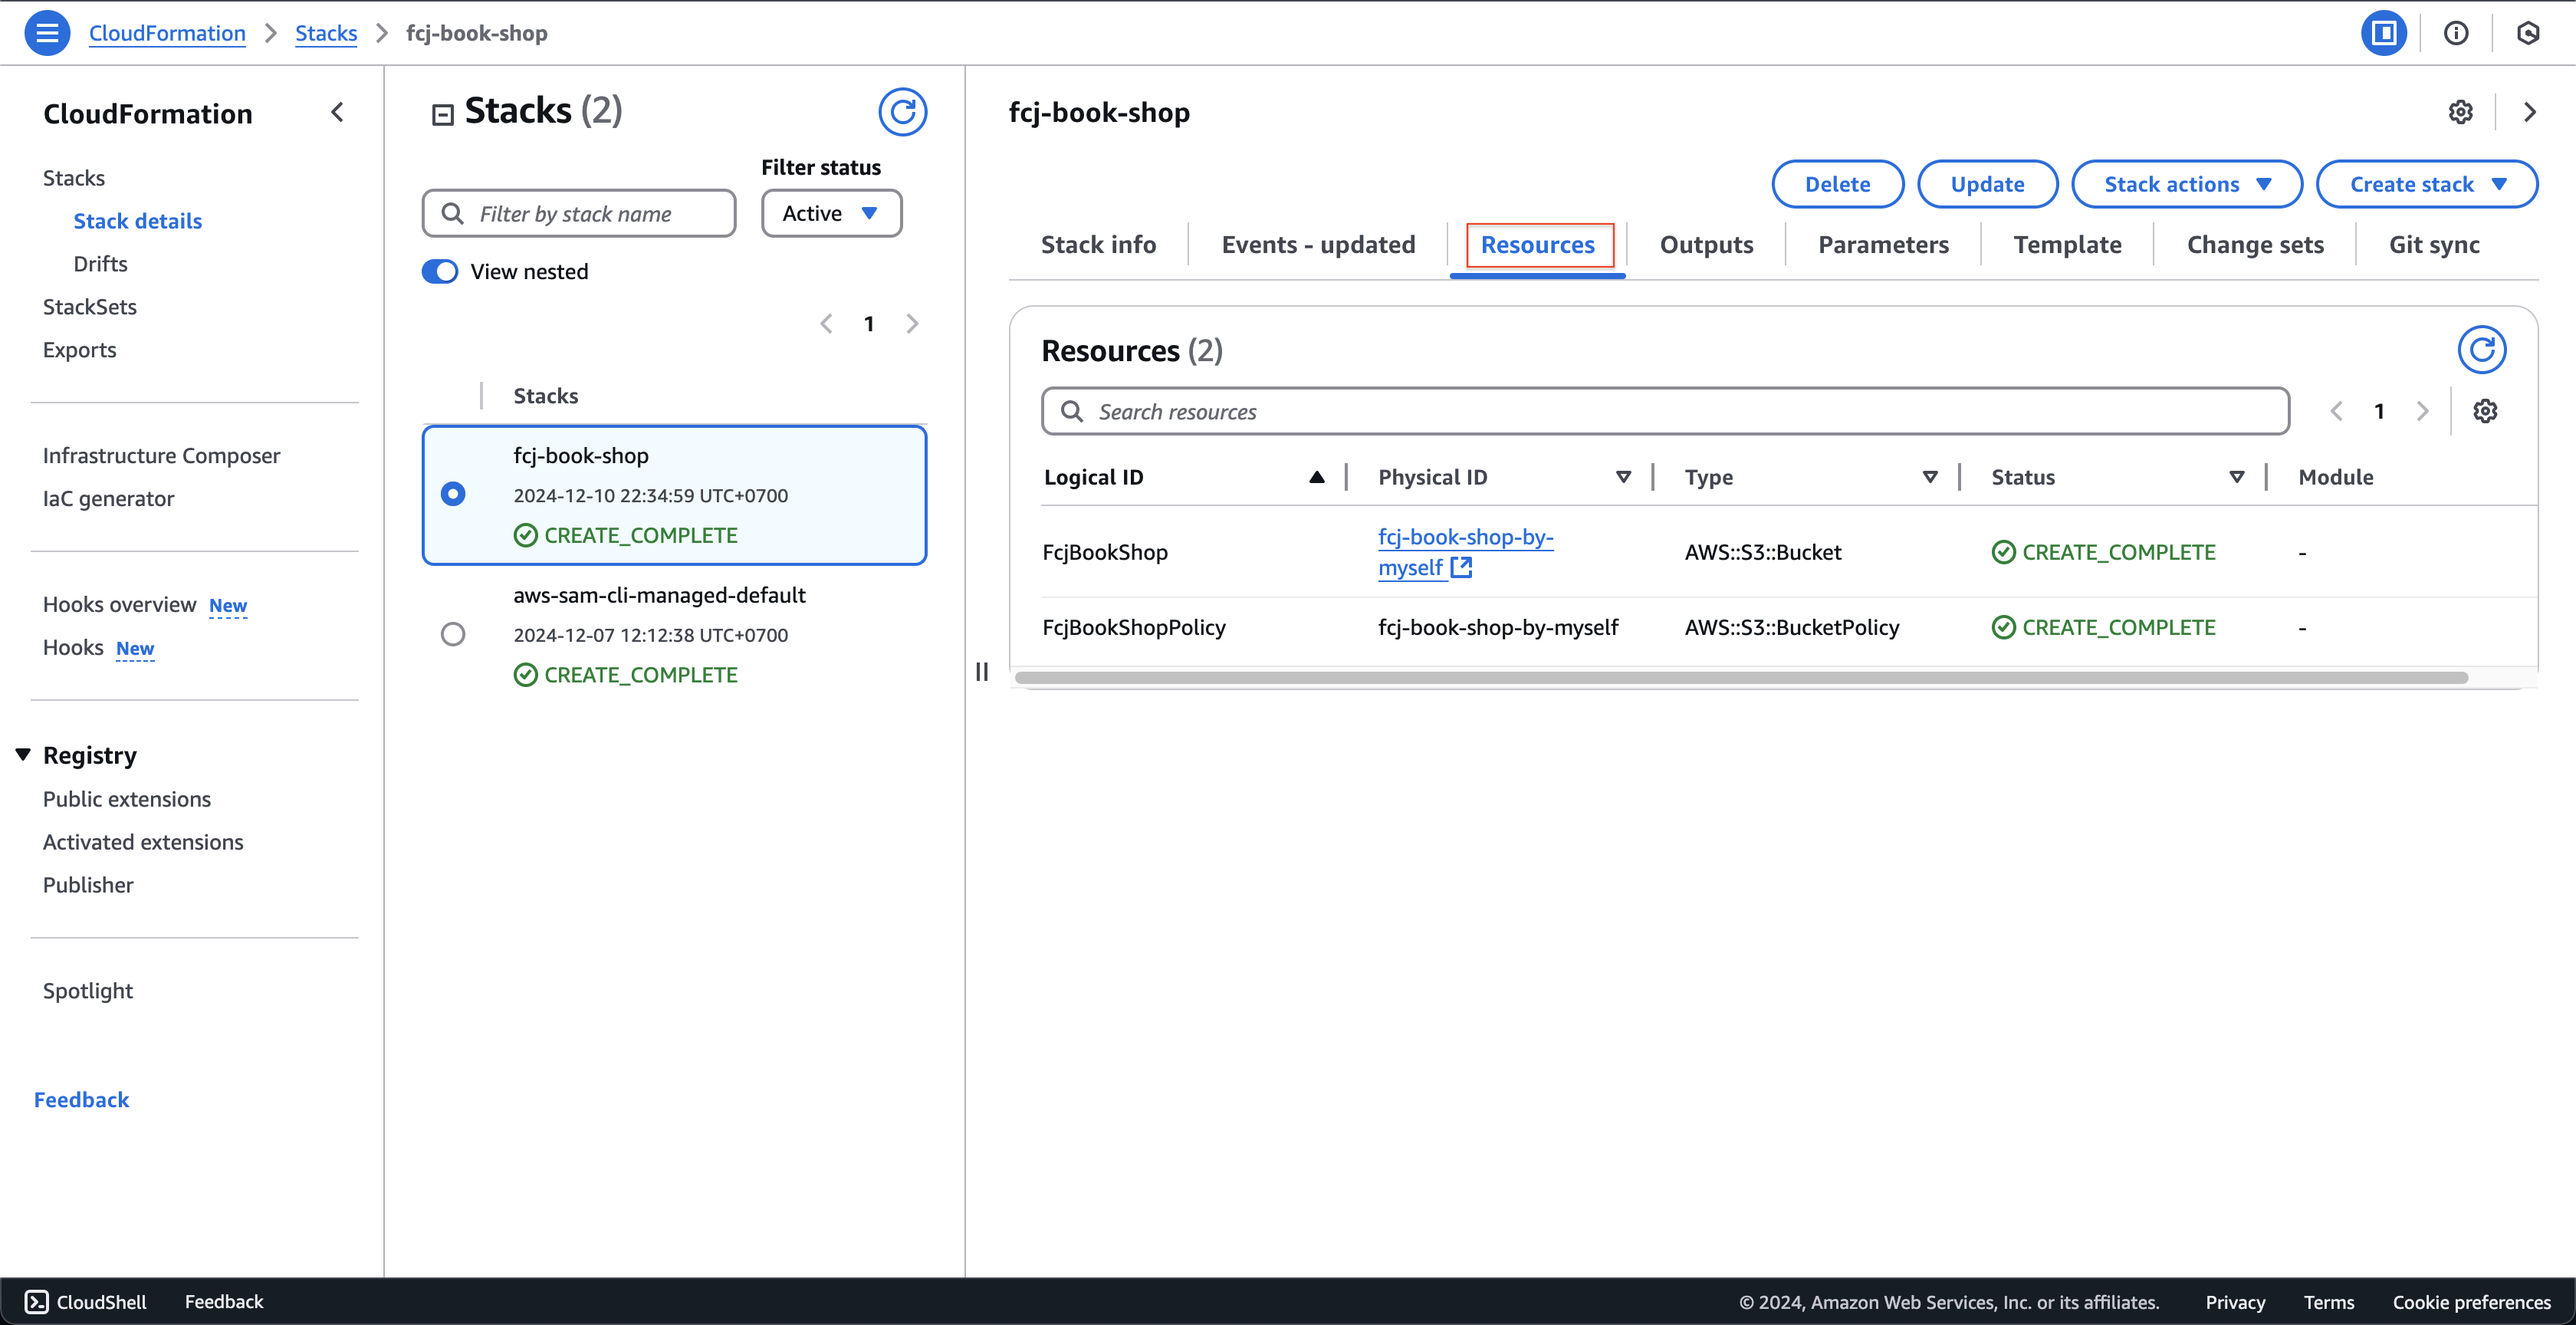 CloudFormation > Stacks > fcj-book-shop
CloudFormation
Stacks
Stack details
Drifts
StackSets
Exports
Infrastructure Composer
IaC generator
Hooks overview New
Hooks New
Registry
Public extensions
Activated extensions
Publisher
Spotlight
Feedback
Stacks (2)
Filter status
Filter by stack name
Active
View nested
1
Stacks
fcj-book-shop
2024-12-10 22:34:59 UTC+0700
CREATE_COMPLETE
aws-sam-cli-managed-default
2024-12-07 12:12:38 UTC+0700
CREATE_COMPLETE
fcj-book-shop
Delete Update Stack actions Create stack
Stack info Events - updated Resources Outputs Parameters Template Change sets Git sync
Resources (2)
Search resources
1
Logical ID Physical ID Type Status Module
FcjBookShop fcj-book-shop-by-
myself AWS::S3::Bucket CREATE_COMPLETE -
FcjBookShopPolicy fcj-book-shop-by-myself AWS::S3::BucketPolicy CREATE_COMPLETE -
CloudShell Feedback © 2024, Amazon Web Services, Inc. or its affiliates. Privacy Terms Cookie preferences